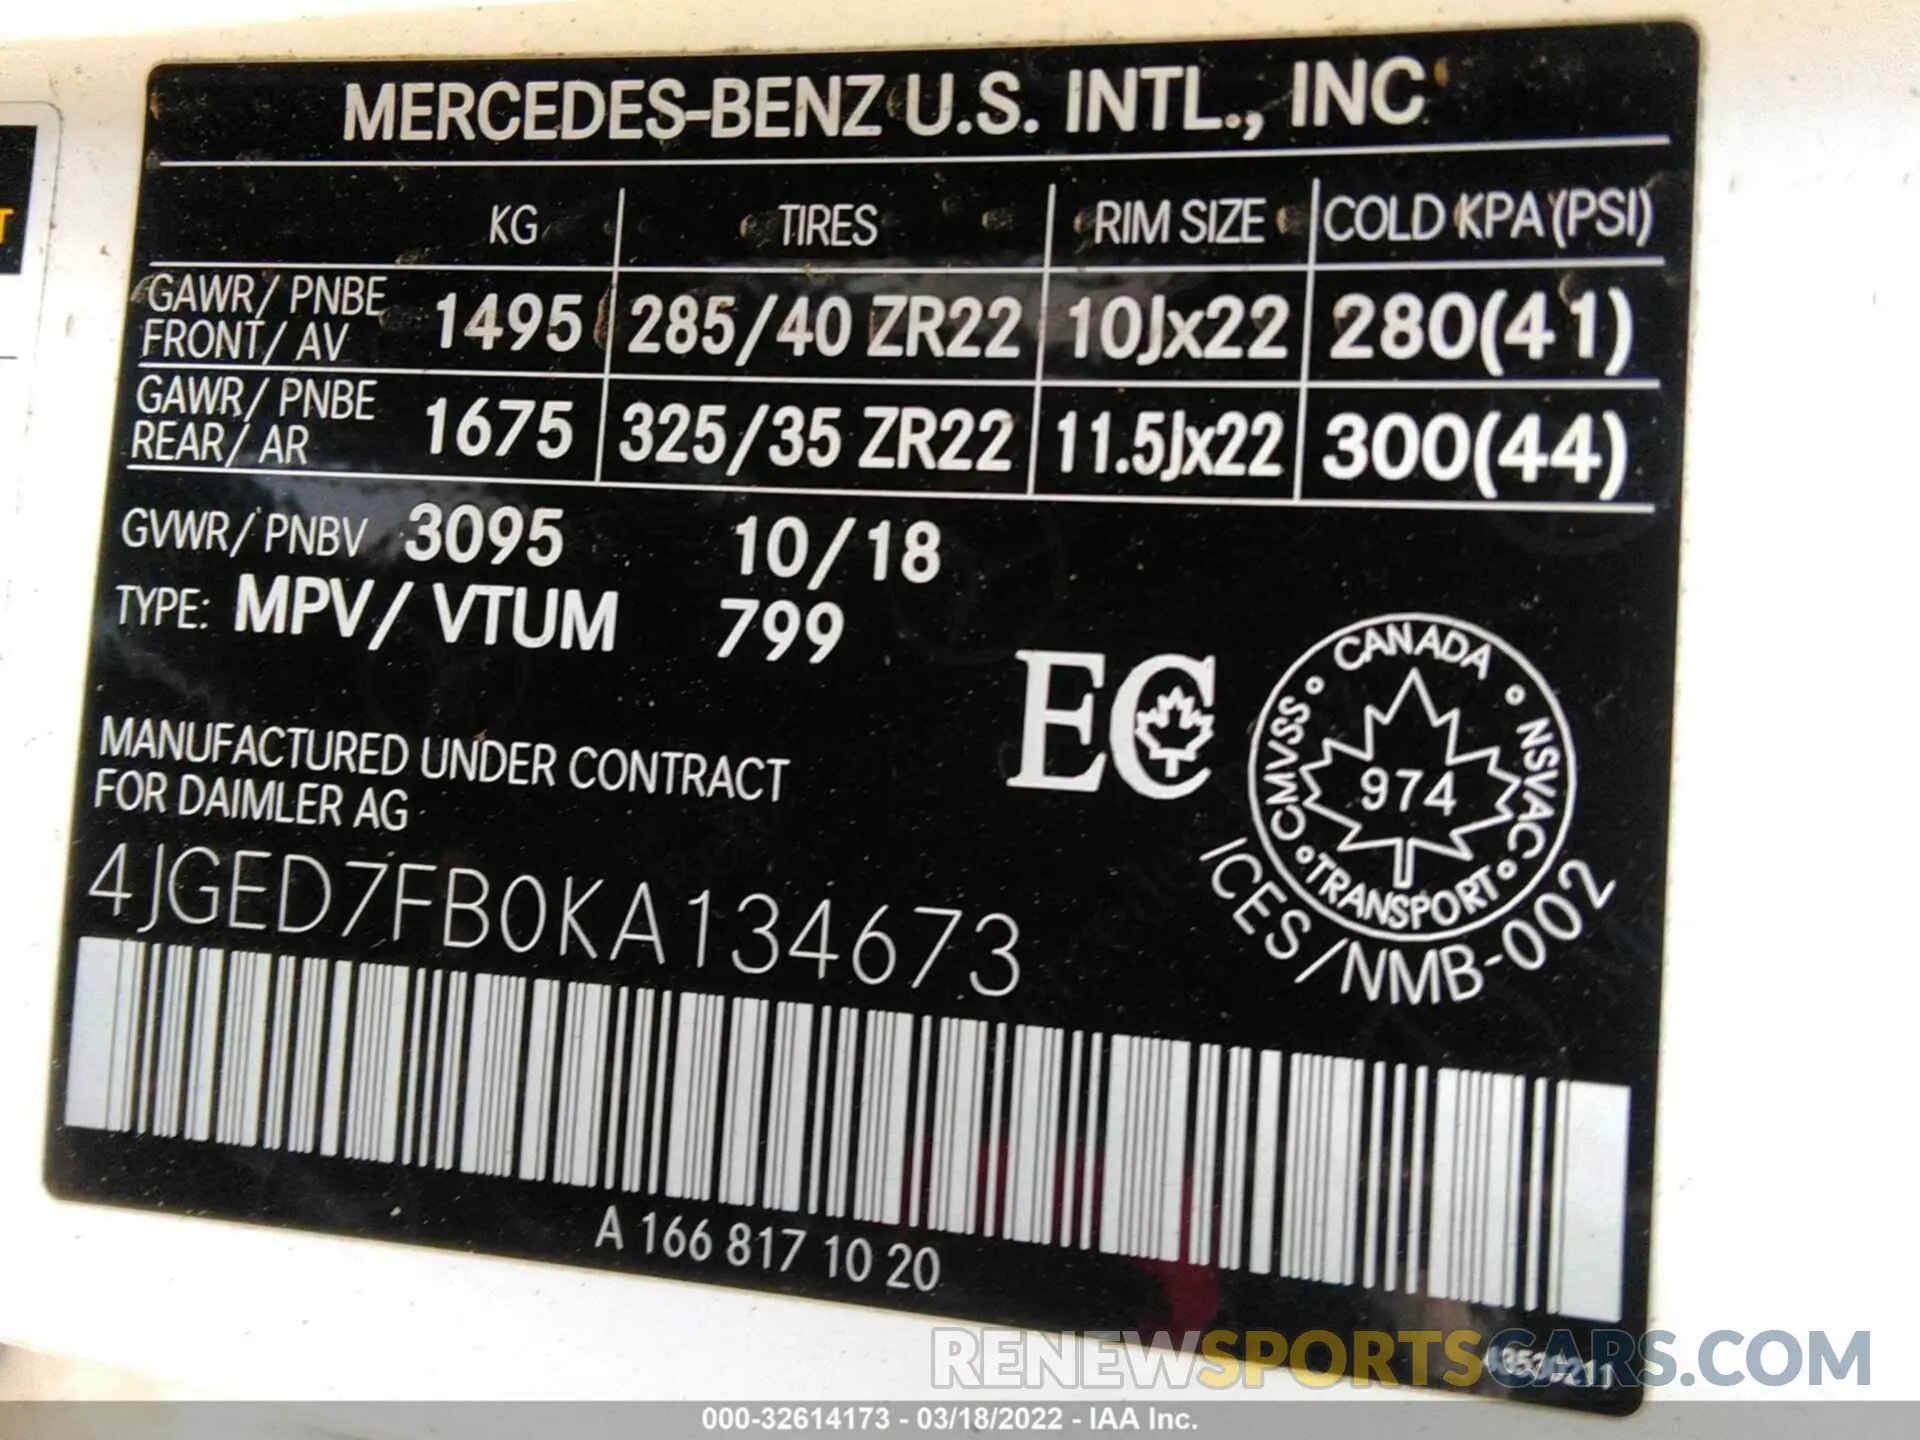 MERCEDES-BENZ U.S. INTL., INC
KG TIRES RIM SIZE COLD KPA(PSI)
GAWR/ PNBE
FRONT/ AV
1495 285/40 ZR22 10Jx22 280(41)
GAWR/ PNBE
REAR/ AR
1675 325/35 ZR22 11.5Jx22 300(44)
GVWR/ PNBV 3095 10/18
TYPE: MPV/ VTUM 799
EC
CANADA
CMVSS NSVAC
974
TRANSPORT
ICES/NMB-002
MANUFACTURED UNDER CONTRACT
FOR DAIMLER AG
4JGED7FB0KA134673
A 166 817 10 20
T
RENEWSPORTSCARS.COM
000-32614173 - 03/18/2022 - IAA Inc.